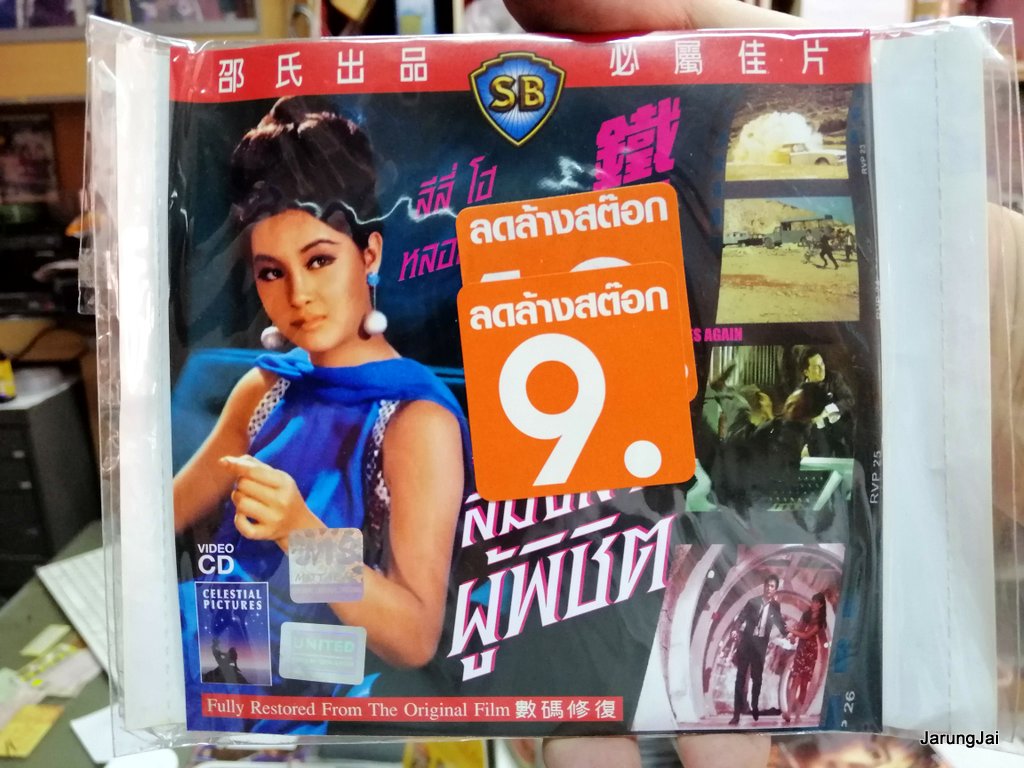 邵氏出品
SB
必屬佳片
鐵
ลีลี่ โฮ
ลดล้างสต๊อก
ลดล้างสต๊อก
9.
AGAIN
ผู้พิชิต
VIDEO
CD
CELESTIAL
PICTURES
UNITED
Fully Restored From The Original Film 數碼修復
RVP 23
RVP 25
26
JarungJai